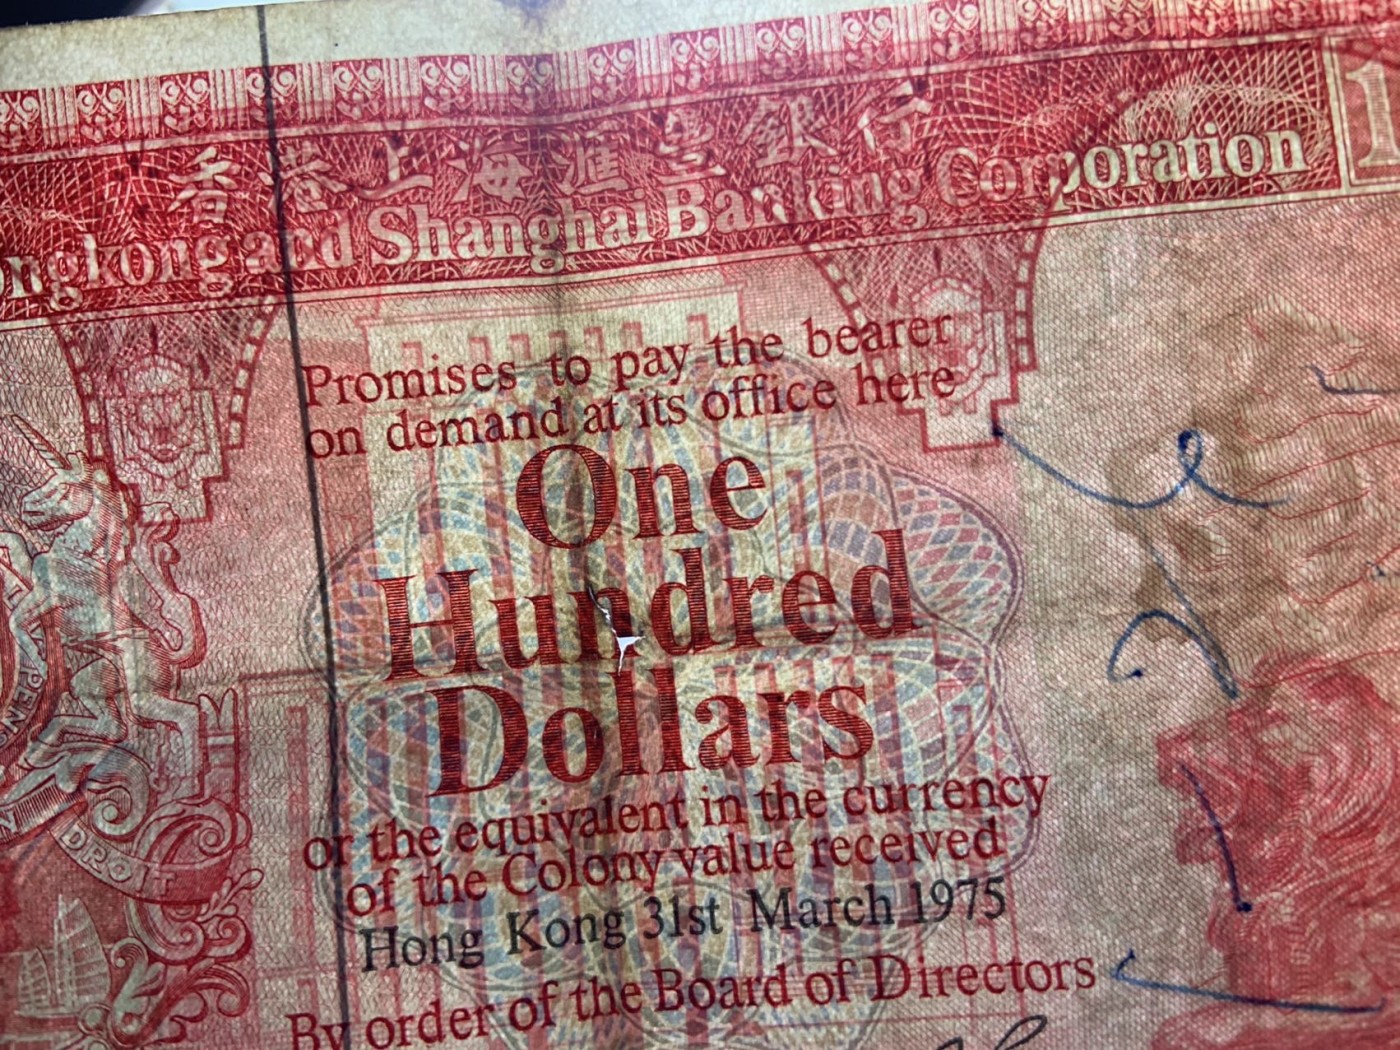 香港上海滙豐銀行
ongkong and Shanghai Banking Corporation
1
Promises to pay the bearer
on demand at its office here
One
Hundred
Dollars
or the equivalent in the currency
of the Colony value received
Hong Kong 31st March 1975
By order of the Board of Directors
DROIT